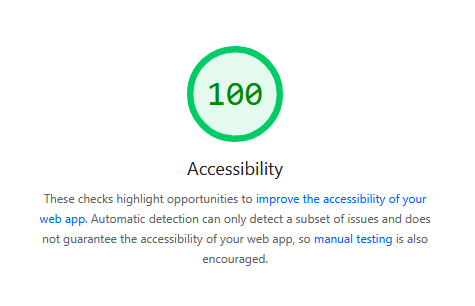 100
Accessibility
These checks highlight opportunities to improve the accessibility of your
web app. Automatic detection can only detect a subset of issues and does
not guarantee the accessibility of your web app, so manual testing is also
encouraged.